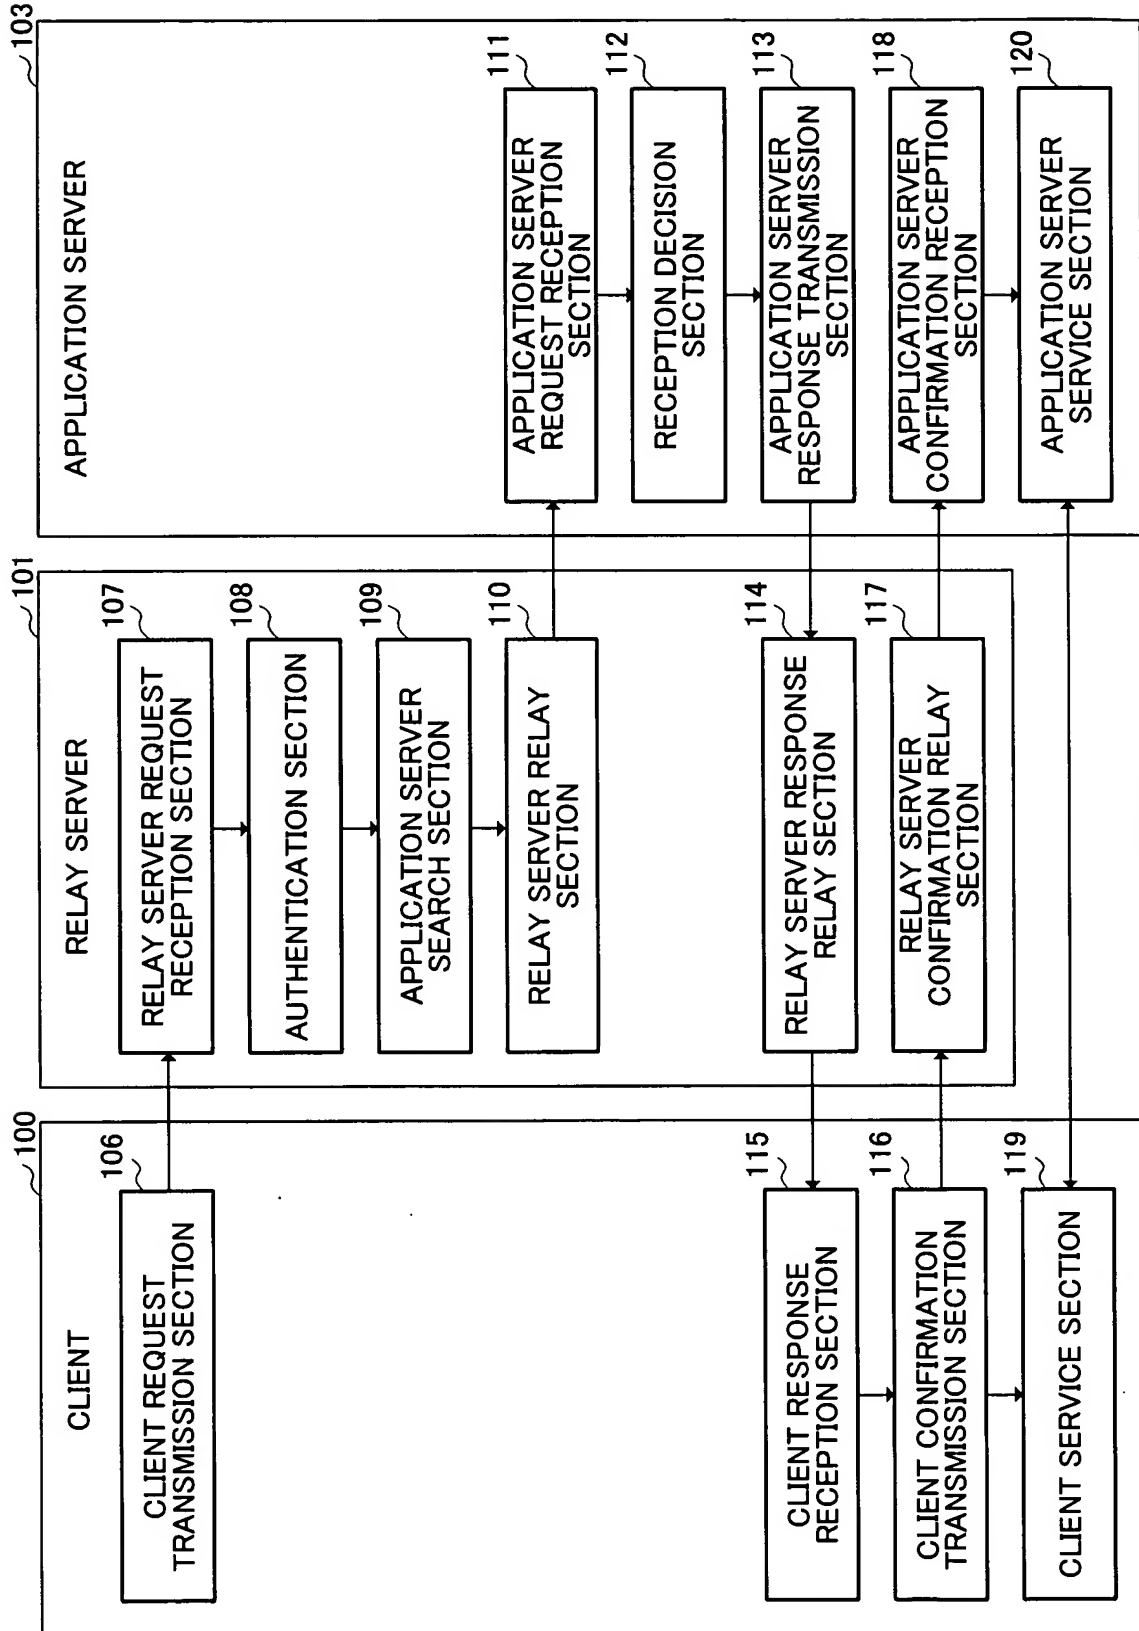 100
CLIENT
106
CLIENT REQUEST
TRANSMISSION SECTION
115
CLIENT RESPONSE
RECEPTION SECTION
116
CLIENT CONFIRMATION
TRANSMISSION SECTION
119
CLIENT SERVICE SECTION
101
RELAY SERVER
107
RELAY SERVER REQUEST
RECEPTION SECTION
108
AUTHENTICATION SECTION
109
APPLICATION SERVER
SEARCH SECTION
110
RELAY SERVER RELAY
SECTION
114
RELAY SERVER RESPONSE
RELAY SECTION
117
RELAY SERVER
CONFIRMATION RELAY
SECTION
103
APPLICATION SERVER
111
APPLICATION SERVER
REQUEST RECEPTION
SECTION
112
RECEPTION DECISION
SECTION
113
APPLICATION SERVER
RESPONSE TRANSMISSION
SECTION
118
APPLICATION SERVER
CONFIRMATION RECEPTION
SECTION
120
APPLICATION SERVER
SERVICE SECTION